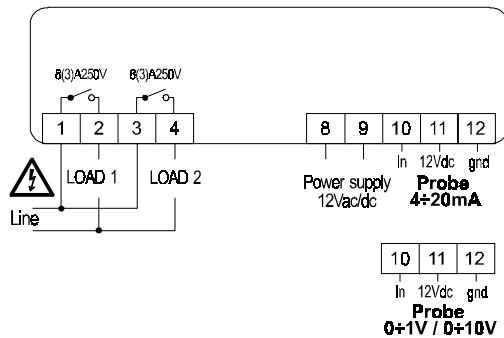 8(3)A250V 8(3)A250V
1 2 3 4 8 9 10 11 12
LOAD 1 LOAD 2 In 12Vdc gnd
Power supply Probe
12Vac/dc 4÷20mA
Line
10 11 12
In 12Vdc gnd
Probe
0÷1V / 0÷10V